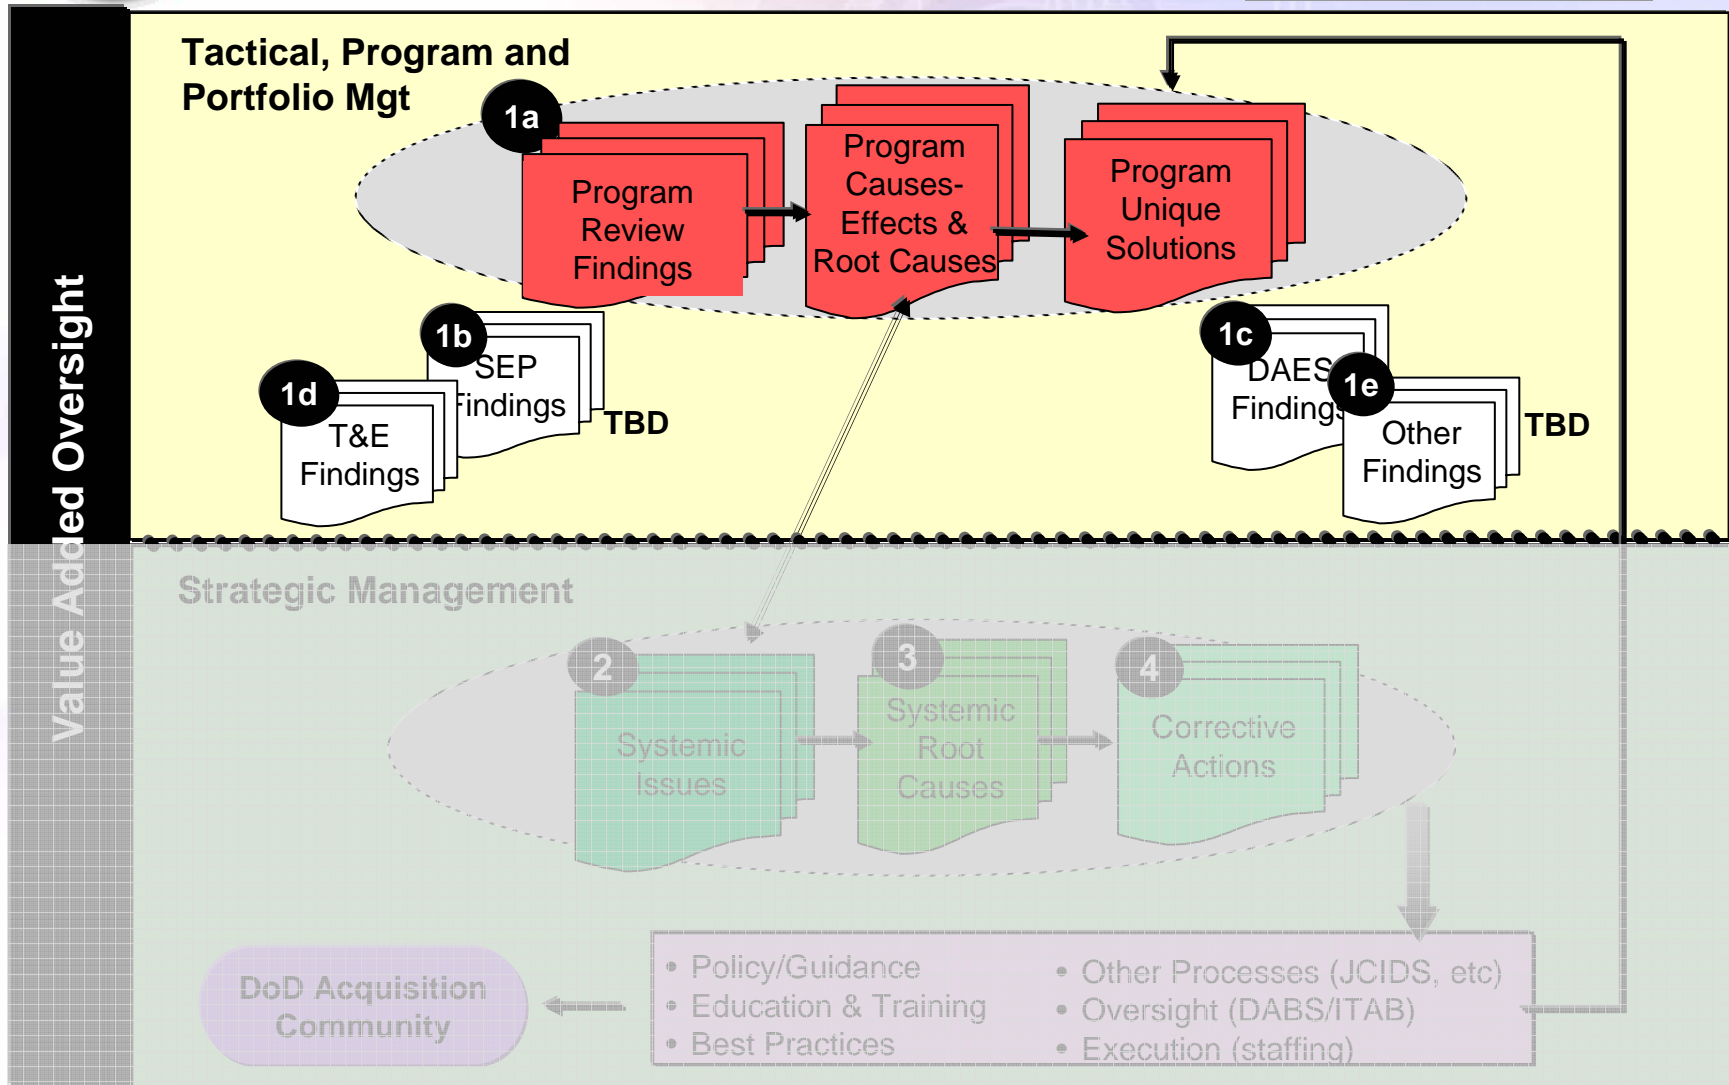 Tactical, Program and
Portfolio Mgt
Value Added Oversight
1a
Program
Review
Findings
Program
Causes-
Effects &
Root Causes
Program
Unique
Solutions
1b
SEP
Findings
TBD
1d
T&E
Findings
1c
DAES
Findings
1e
Other
Findings
TBD
Strategic Management
2
Systemic
Issues
3
Systemic
Root
Causes
4
Corrective
Actions
DoD Acquisition
Community
• Policy/Guidance
• Education & Training
• Best Practices
• Other Processes (JCIDS, etc)
• Oversight (DABS/ITAB)
• Execution (staffing)